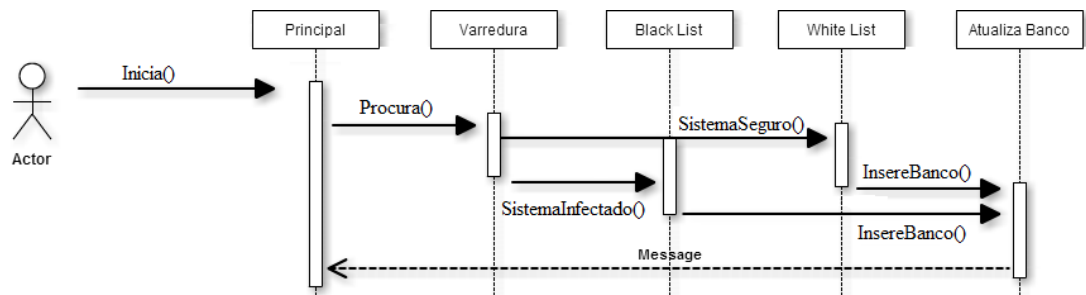 Principal
Varredura
Black List
White List
Atualiza Banco
Inicia()
Procura()
SistemaSeguro()
Actor
InsereBanco()
SistemaInfectado()
InsereBanco()
Message